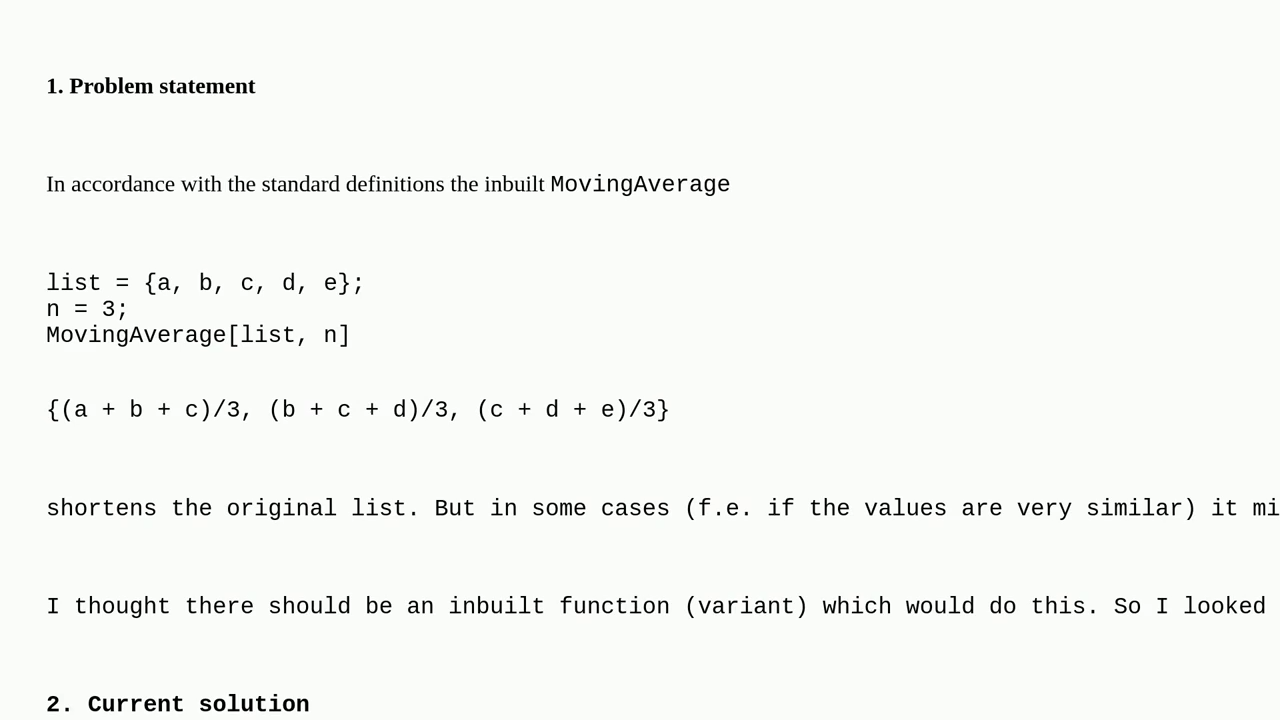 1. Problem statement
In accordance with the standard definitions the inbuilt MovingAverage
list = {a, b, c, d, e};
n = 3;
MovingAverage[list, n]
{(a + b + c)/3, (b + c + d)/3, (c + d + e)/3}
shortens the original list. But in some cases (f.e. if the values are very similar) it mi
I thought there should be an inbuilt function (variant) which would do this. So I looked
2. Current solution